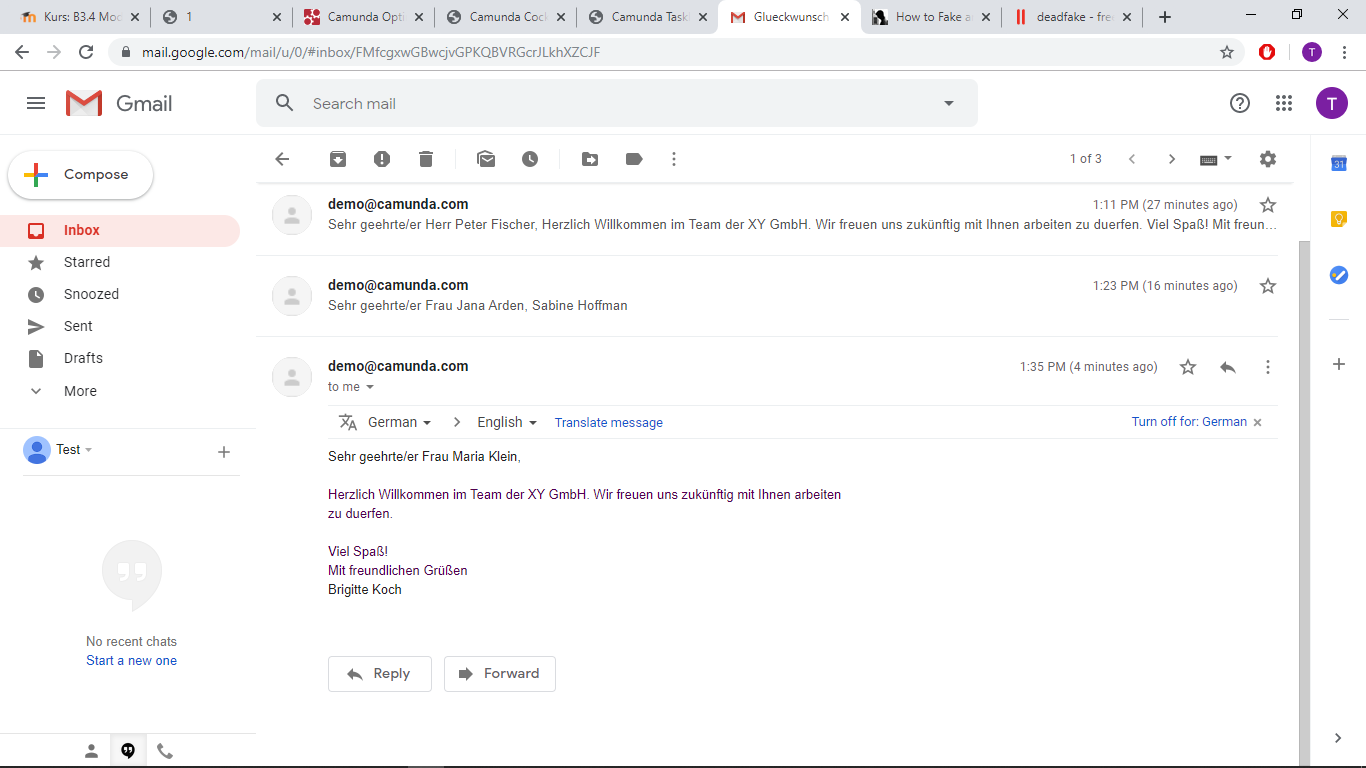 Kurs: B3.4 Moc
1
Camunda Opti
Camunda Cock
Camunda Taskl
Glueckwunsch
How to Fake a
deadfake - fre
mail.google.com/mail/u/0/#inbox/FMfcgxwGBwcjvGPKQBVRGcrJLkhXZCJF
T
Gmail
Search mail
T
Compose
1 of 3
31
Inbox
Starred
Snoozed
Sent
Drafts
More
Test
No recent chats
Start a new one
demo@camunda.com
1:11 PM (27 minutes ago)
Sehr geehrte/er Herr Peter Fischer, Herzlich Willkommen im Team der XY GmbH. Wir freuen uns zukünftig mit Ihnen arbeiten zu duerfen. Viel Spaß! Mit freun...
demo@camunda.com
1:23 PM (16 minutes ago)
Sehr geehrte/er Frau Jana Arden, Sabine Hoffman
demo@camunda.com
1:35 PM (4 minutes ago)
to me
German
English
Translate message
Turn off for: German
Sehr geehrte/er Frau Maria Klein,
Herzlich Willkommen im Team der XY GmbH. Wir freuen uns zukünftig mit Ihnen arbeiten
zu duerfen.
Viel Spaß!
Mit freundlichen Grüßen
Brigitte Koch
Reply
Forward